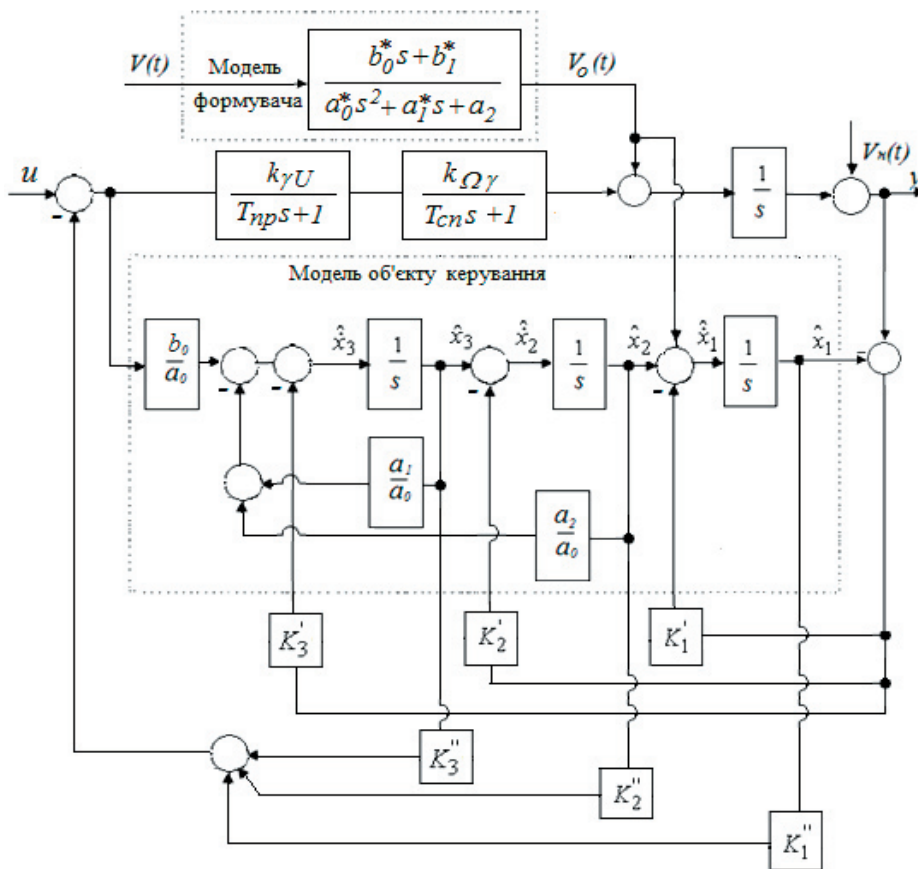 V(t)
Модель
формувача
b₀*s + b₁*
a₀*s² + a₁*s + a₂
Vₒ(t)
u
-
k_γU
Tₙₚs+1
k_Ωγ
T_cn s +1
1
s
Vₙ(t)
y
Модель об'єкту керування
b₀
a₀
-
-
-
-
x̂̇₃
1
s
x̂₃
-
x̂̇₂
1
s
x̂₂
-
x̂̇₁
1
s
x̂₁
-
a₁
a₀
a₂
a₀
K₃'
K₂'
K₁'
K₃''
K₂''
K₁''